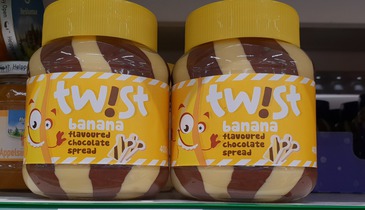 tw!st
banana
flavoured
chocolate
spread
tw!st
banana
flavoured
chocolate
spread